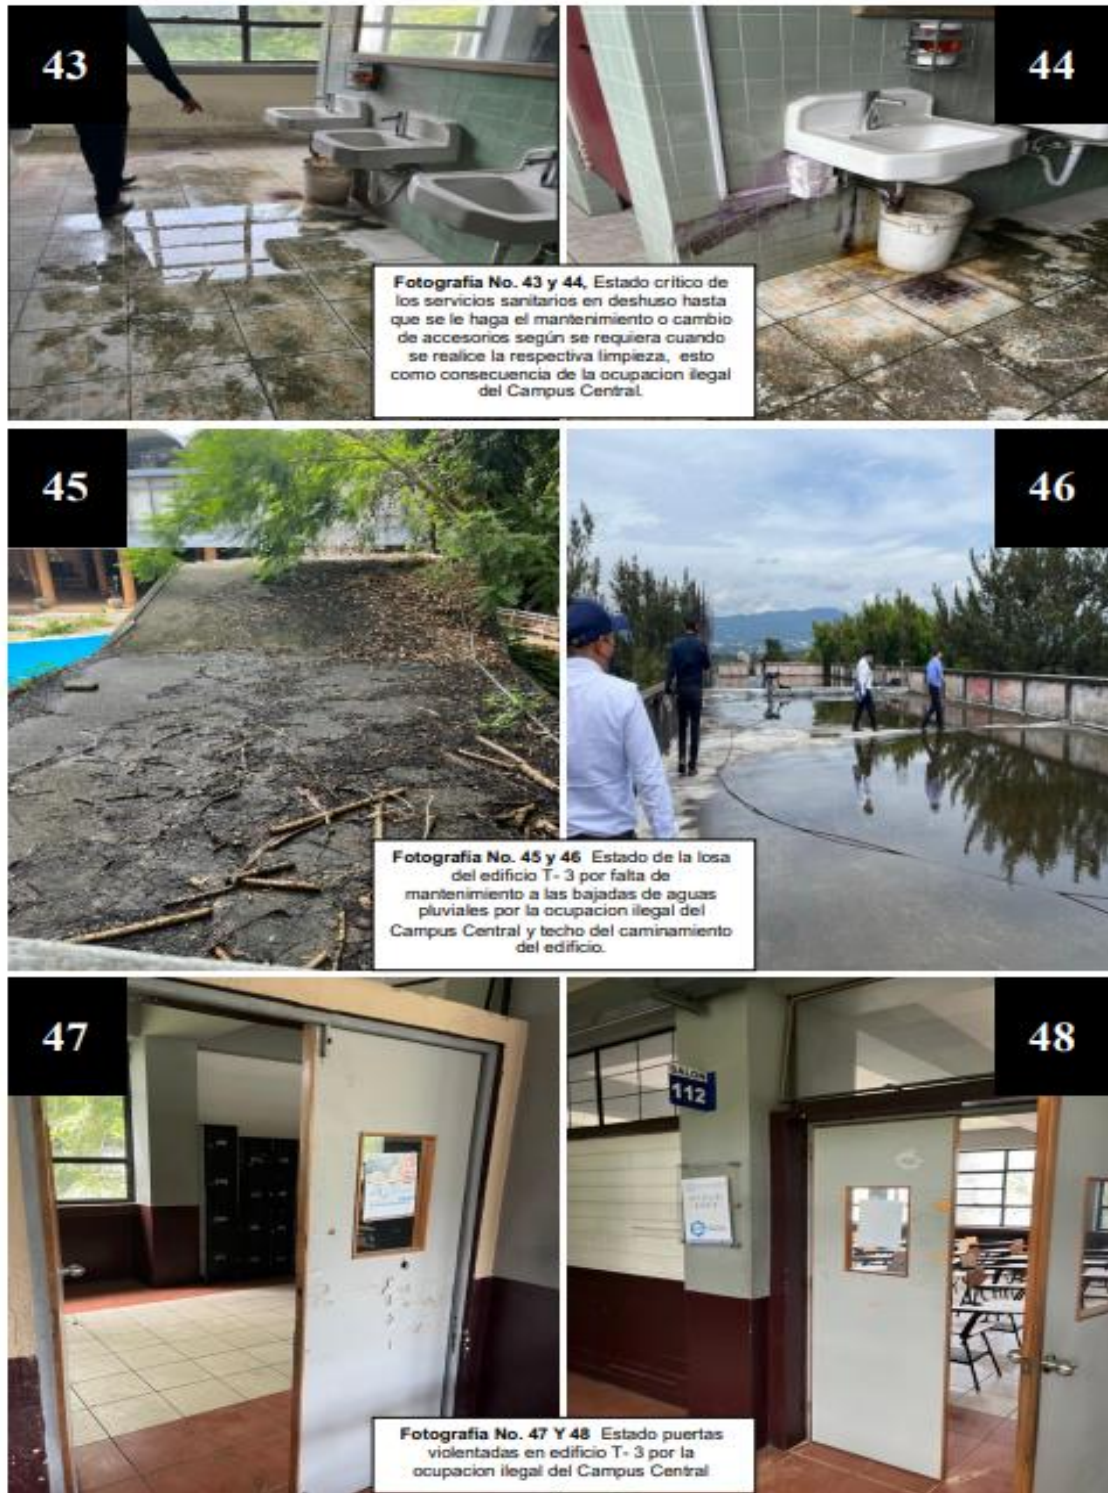 43
44
Fotografía No. 43 y 44, Estado crítico de
los servicios sanitarios en deshuso hasta
que se le haga el mantenimiento o cambio
de accesorios según se requiera cuando
se realice la respectiva limpieza, esto
como consecuencia de la ocupacion ilegal
del Campus Central.
45
46
Fotografía No. 45 y 46 Estado de la losa
del edificio T- 3 por falta de
mantenimiento a las bajadas de aguas
pluviales por la ocupacion ilegal del
Campus Central y techo del caminamiento
del edificio.
47
48
SALON
112
Fotografía No. 47 Y 48 Estado puertas
violentadas en edificio T- 3 por la
ocupacion ilegal del Campus Central